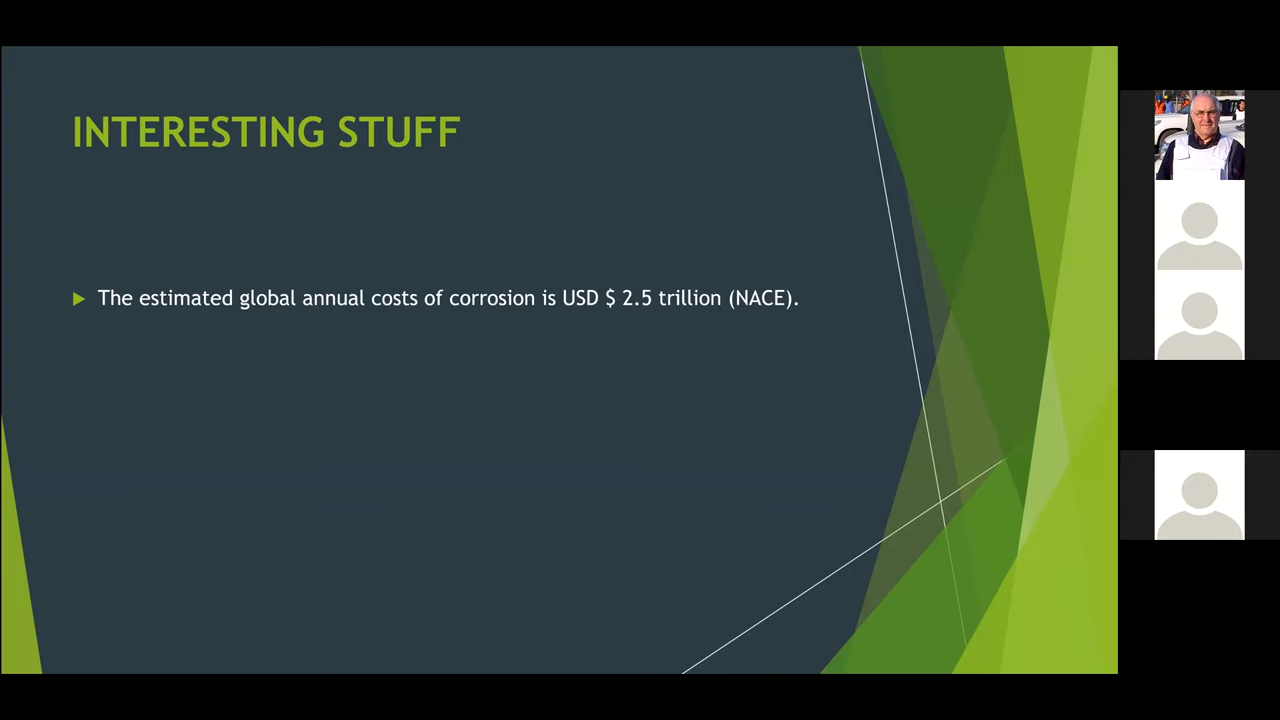 INTERESTING STUFF
The estimated global annual costs of corrosion is USD $ 2.5 trillion (NACE).